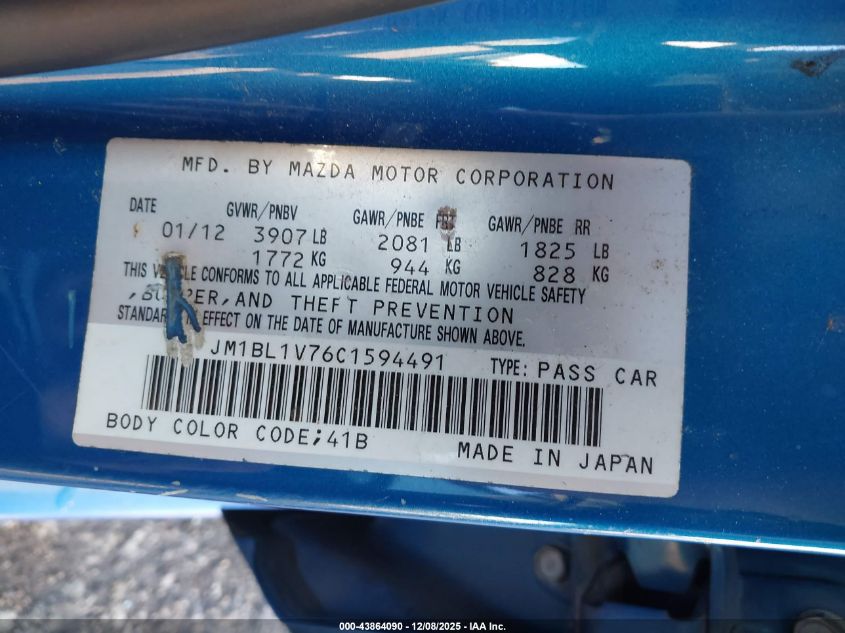 MFD. BY MAZDA MOTOR CORPORATION
DATE GVWR/PNBV GAWR/PNBE GAWR/PNBE RR
01/12 3907 LB 2081 LB 1825 LB
1772 KG 944 KG 828 KG
THIS CONFORMS TO ALL APPLICABLE FEDERAL MOTOR VEHICLE SAFETY
,AND THEFT PREVENTION
EFFECT ON THE DATE OF MANUFACTURE SHOWN ABOVE.
JM1BL1V76C1594491 TYPE: PASS CAR
BODY COLOR CODE;41B
MADE IN JAPAN
000-43864090 - 12/08/2025 - IAA Inc.